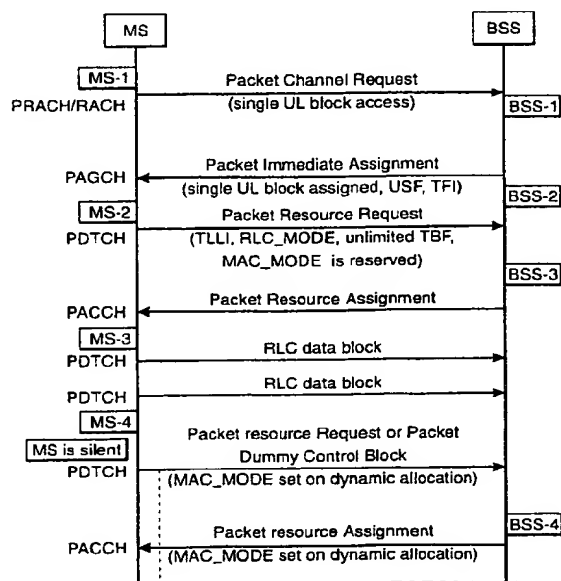 MS
BSS
MS-1
Packet Channel Request
PRACH/RACH
(single UL block access)
BSS-1
Packet Immediate Assignment
PAGCH
(single UL block assigned, USF, TFI)
BSS-2
MS-2
Packet Resource Request
PDTCH
(TLLI, RLC_MODE, unlimited TBF,
MAC_MODE is reserved)
BSS-3
Packet Resource Assignment
PACCH
MS-3
RLC data block
PDTCH
RLC data block
PDTCH
MS-4
Packet resource Request or Packet
MS is silent
Dummy Control Block
PDTCH
(MAC_MODE set on dynamic allocation)
BSS-4
Packet resource Assignment
PACCH
(MAC_MODE set on dynamic allocation)